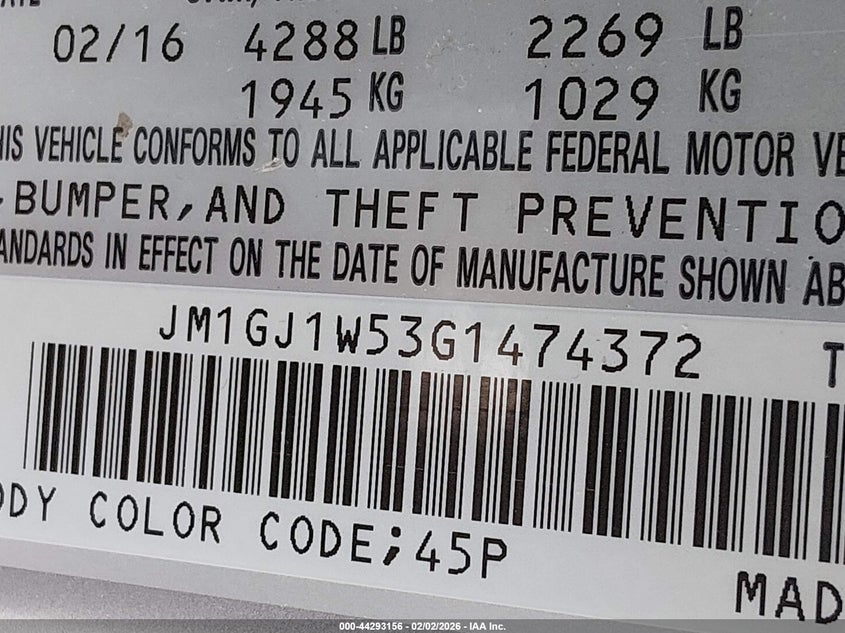 02/16 4288 LB 2269 LB
1945 KG 1029 KG
HIS VEHICLE CONFORMS TO ALL APPLICABLE FEDERAL MOTOR VE
BUMPER, AND THEFT PREVENTIO
ANDARDS IN EFFECT ON THE DATE OF MANUFACTURE SHOWN AB
JM1GJ1W53G1474372 T
ODY COLOR CODE;45P
MAD
000-44293156 - 02/02/2026 - IAA Inc.